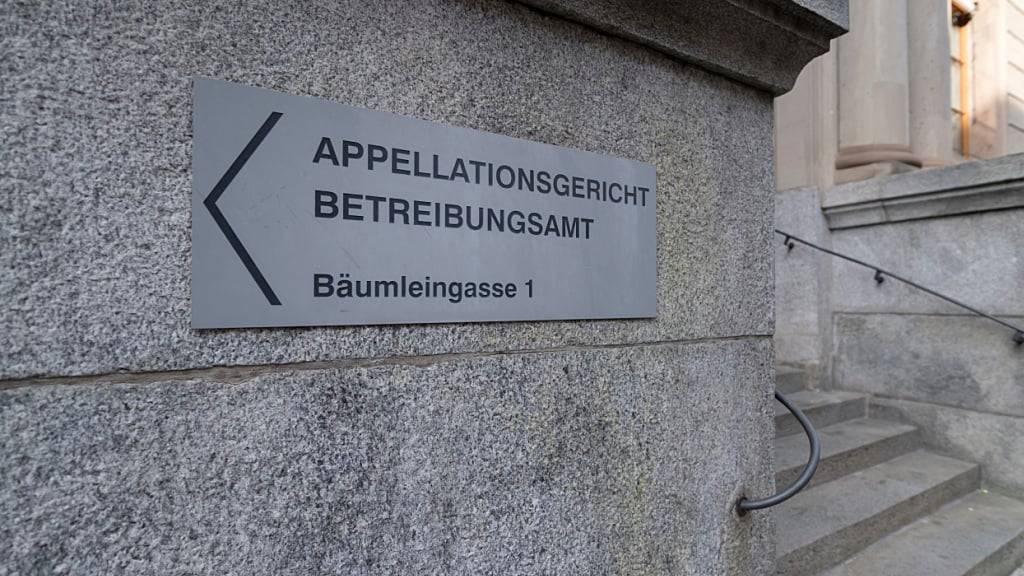 APPELLATIONSGERICHT
BETREIBUNGSAMT
Bäumleingasse 1